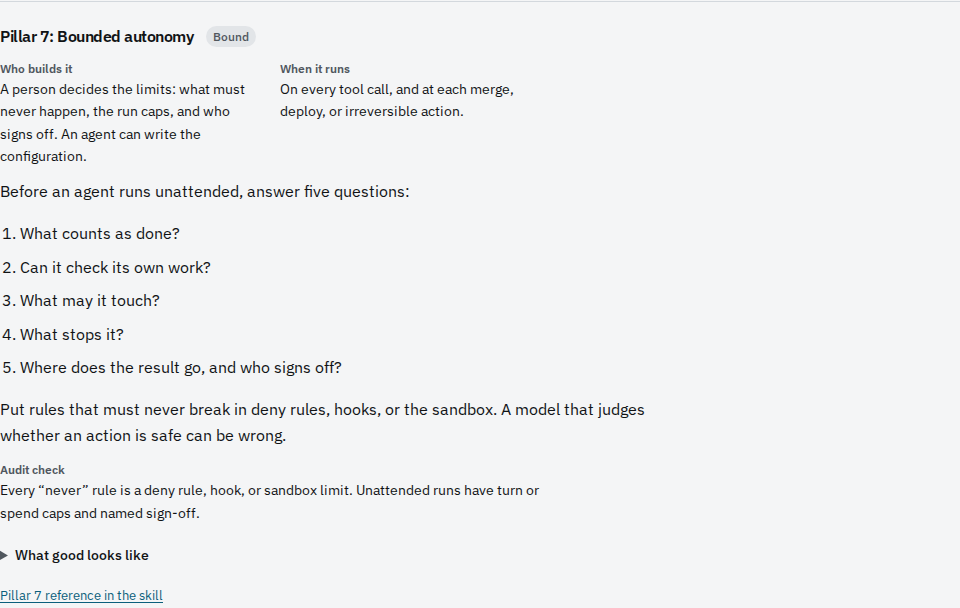 Pillar 7: Bounded autonomy Bound
Who builds it
A person decides the limits: what must
never happen, the run caps, and who
signs off. An agent can write the
configuration.
When it runs
On every tool call, and at each merge,
deploy, or irreversible action.
Before an agent runs unattended, answer five questions:
1. What counts as done?
2. Can it check its own work?
3. What may it touch?
4. What stops it?
5. Where does the result go, and who signs off?
Put rules that must never break in deny rules, hooks, or the sandbox. A model that judges
whether an action is safe can be wrong.
Audit check
Every “never” rule is a deny rule, hook, or sandbox limit. Unattended runs have turn or
spend caps and named sign-off.
What good looks like
Pillar 7 reference in the skill